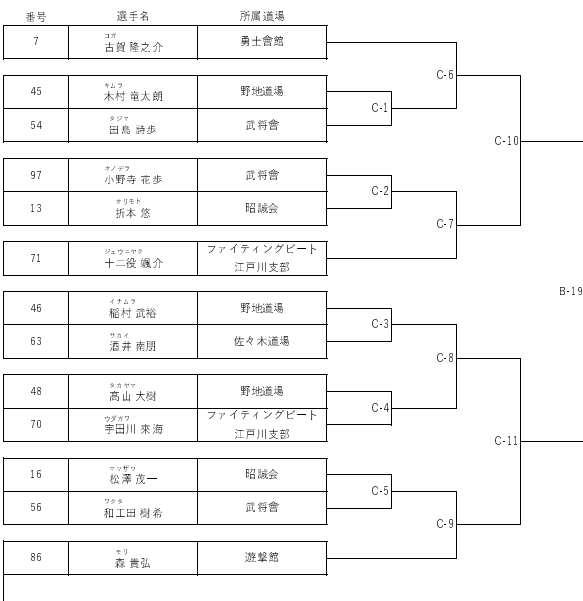 番号 選手名 所属道場
コガ
7 古賀 隆之介 勇士會館
C-6
キムラ
45 木村 竜太朗 野地道場
C-1
タジマ
54 田島 詩歩 武将會
C-10
オノデラ
97 小野寺 花歩 武将會
C-2
オリモト
13 折本 悠 昭誠会
C-7
ジュウニヤク
71 十二役 颯介 ファイティングビート
江戸川支部
B-19
イナムラ
46 稲村 武裕 野地道場
C-3
サカイ
63 酒井 南朋 佐々木道場
C-8
タカヤマ
48 髙山 大樹 野地道場
C-4
ウダガワ
70 宇田川 來海 ファイティングビート
江戸川支部
C-11
マツザワ
16 松澤 茂一 昭誠会
C-5
ワクタ
56 和工田 樹希 武将會
C-9
モリ
86 森 貴弘 遊撃館